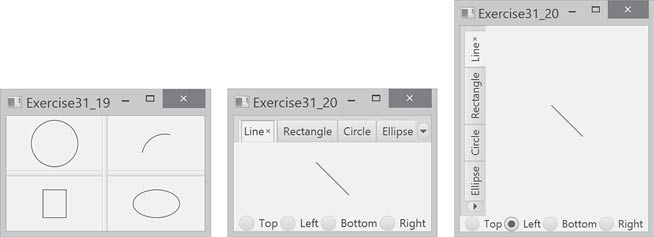 Exercise31_19
Exercise31_20
Line× Rectangle Circle Ellipse
Top Left Bottom Right
Exercise31_20
Line×
Rectangle
Circle
Ellipse
Top Left Bottom Right